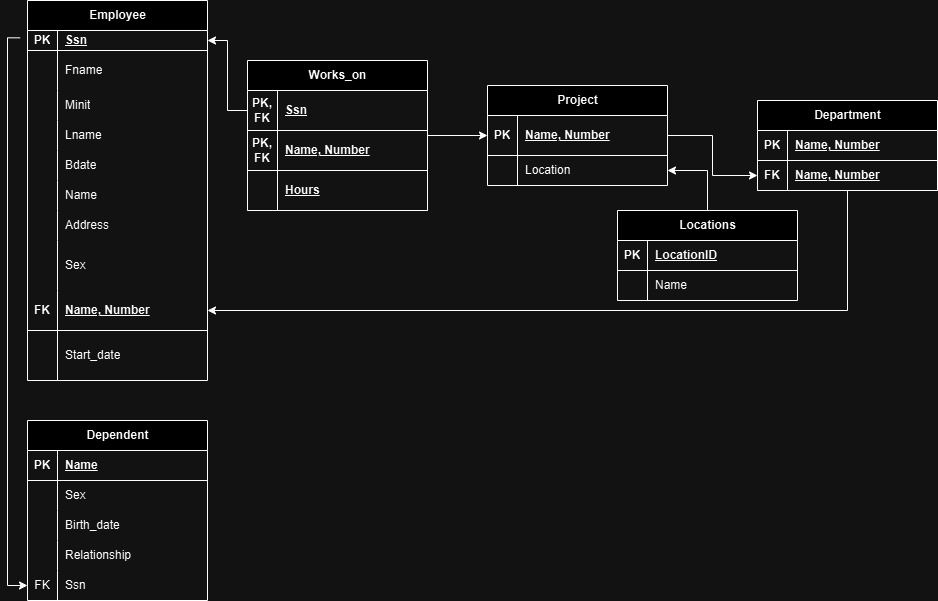 Employee
PK Ssn
Fname
Minit
Lname
Bdate
Name
Address
Sex
FK Name, Number
Start_date
Works_on
PK, FK Ssn
PK, FK Name, Number
Hours
Project
PK Name, Number
Location
Department
PK Name, Number
FK Name, Number
Locations
PK LocationID
Name
Dependent
PK Name
Sex
Birth_date
Relationship
FK Ssn